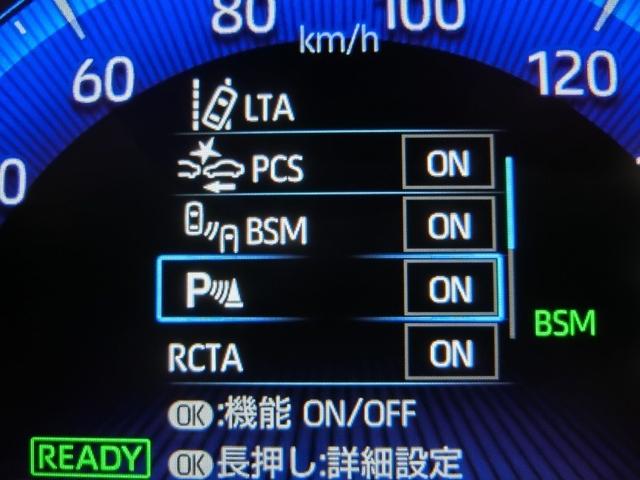 80 100
km/h
60 120
0
LTA
PCS ON
BSM ON
P ON
BSM
RCTA ON
OK:機能 ON/OFF
READY
OK長押し:詳細設定